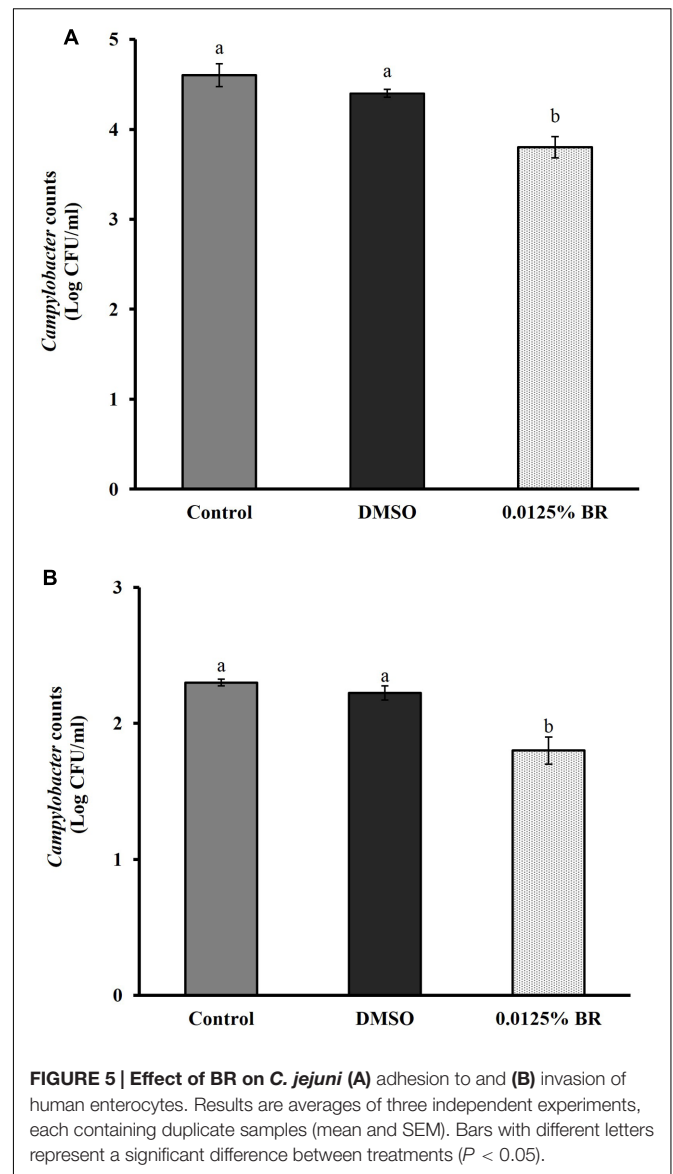 A
5
4
3
2
1
0
Campylobacter counts
(Log CFU/ml)
a
a
b
Control DMSO 0.0125% BR
B
3
2
1
0
Campylobacter counts
(Log CFU/ml)
a
a
b
Control DMSO 0.0125% BR
FIGURE 5 | Effect of BR on C. jejuni (A) adhesion to and (B) invasion of
human enterocytes. Results are averages of three independent experiments,
each containing duplicate samples (mean and SEM). Bars with different letters
represent a significant difference between treatments (P < 0.05).